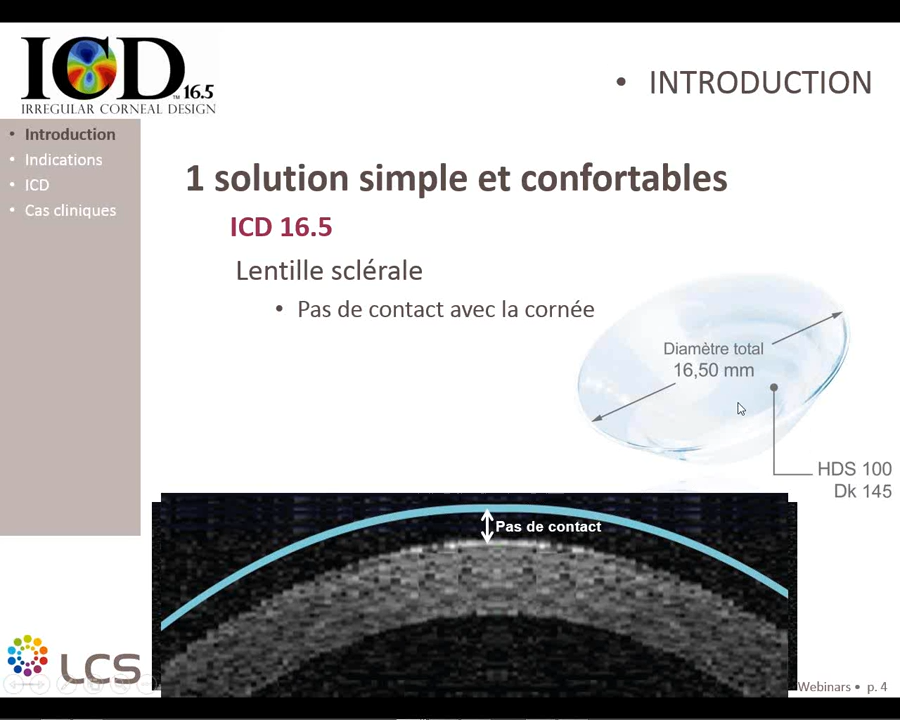 ICD™ 16.5
IRREGULAR CORNEAL DESIGN
• INTRODUCTION
• Introduction
• Indications
• ICD
• Cas cliniques
1 solution simple et confortables
ICD 16.5
Lentille sclérale
• Pas de contact avec la cornée
Diamètre total
16,50 mm
HDS 100
Dk 145
Pas de contact
LCS
Webinars • p. 4